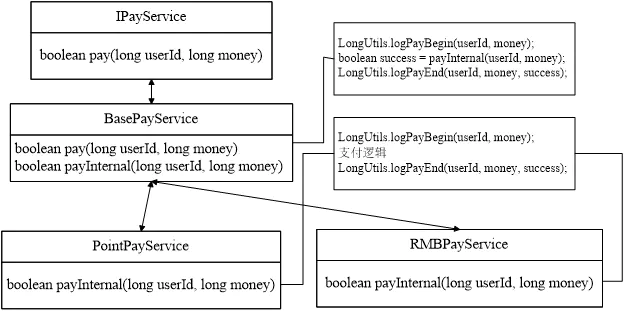 IPayService
boolean pay(long userId, long money)
LongUtils.logPayBegin(userId, money);
boolean success = payInternal(userId, money);
LongUtils.logPayEnd(userId, money, success);
BasePayService
boolean pay(long userId, long money)
boolean payInternal(long userId, long money)
LongUtils.logPayBegin(userId, money);
支付逻辑
LongUtils.logPayEnd(userId, money, success);
PointPayService
boolean payInternal(long userId, long money)
RMBPayService
boolean payInternal(long userId, long money)